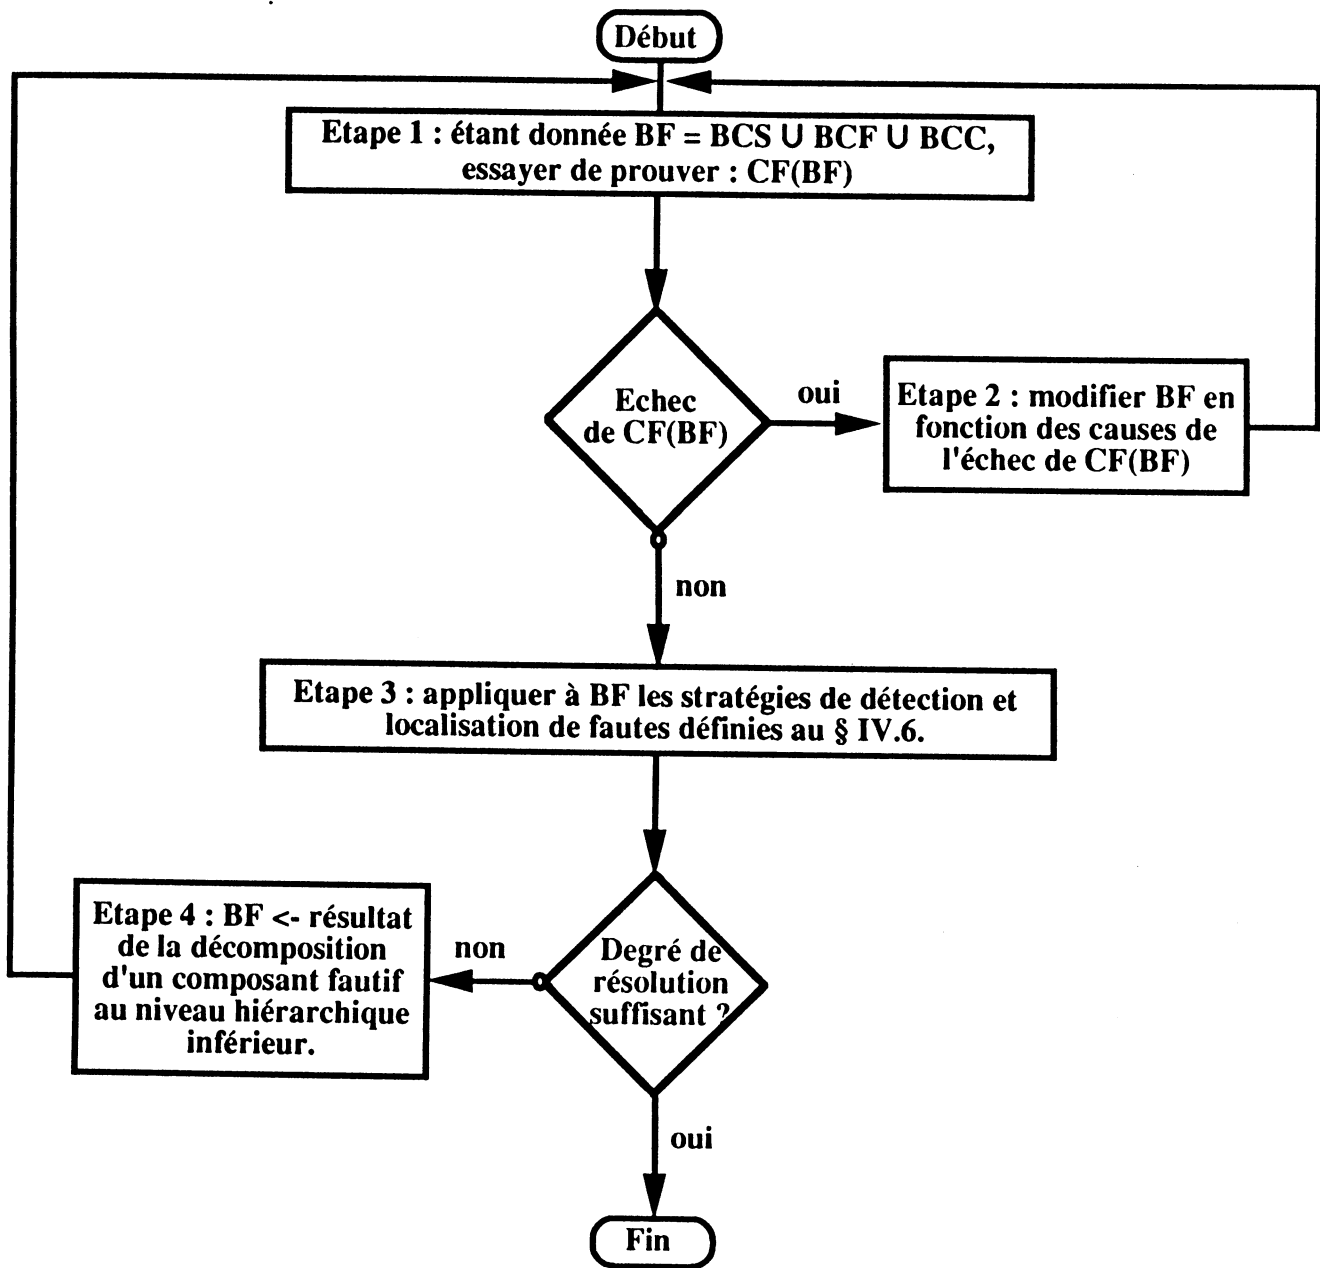 Début
Etape 1 : étant donnée BF = BCS U BCF U BCC,
essayer de prouver : CF(BF)
Echec
de CF(BF)
oui
Etape 2 : modifier BF en
fonction des causes de
l'échec de CF(BF)
non
Etape 3 : appliquer à BF les stratégies de détection et
localisation de fautes définies au § IV.6.
Etape 4 : BF <- résultat
de la décomposition
d'un composant fautif
au niveau hiérarchique
inférieur.
non
Degré de
résolution
suffisant ?
oui
Fin